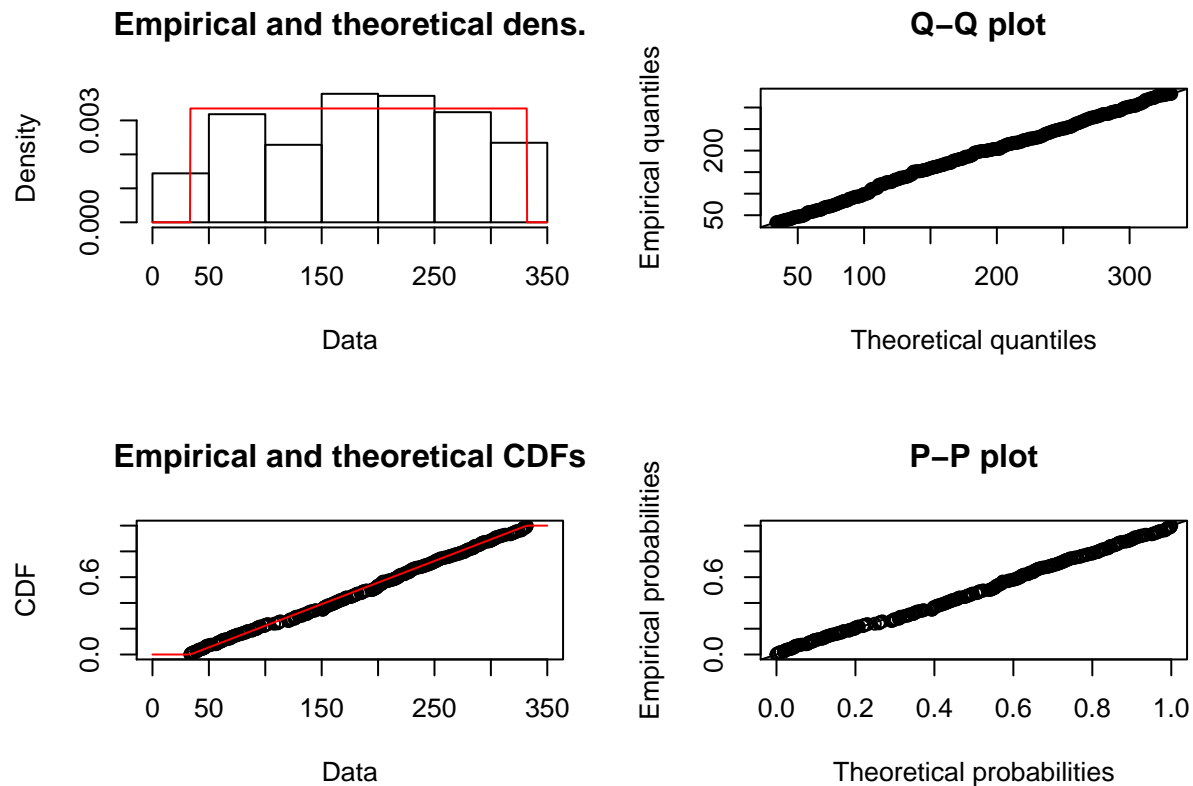 Empirical and theoretical dens.
Density
0.000 0.003
0 50 150 250 350
Data
Q−Q plot
Empirical quantiles
50 200
50 100 200 300
Theoretical quantiles
Empirical and theoretical CDFs
CDF
0.0 0.6
0 50 150 250 350
Data
P−P plot
Empirical probabilities
0.0 0.6
0.0 0.2 0.4 0.6 0.8 1.0
Theoretical probabilities